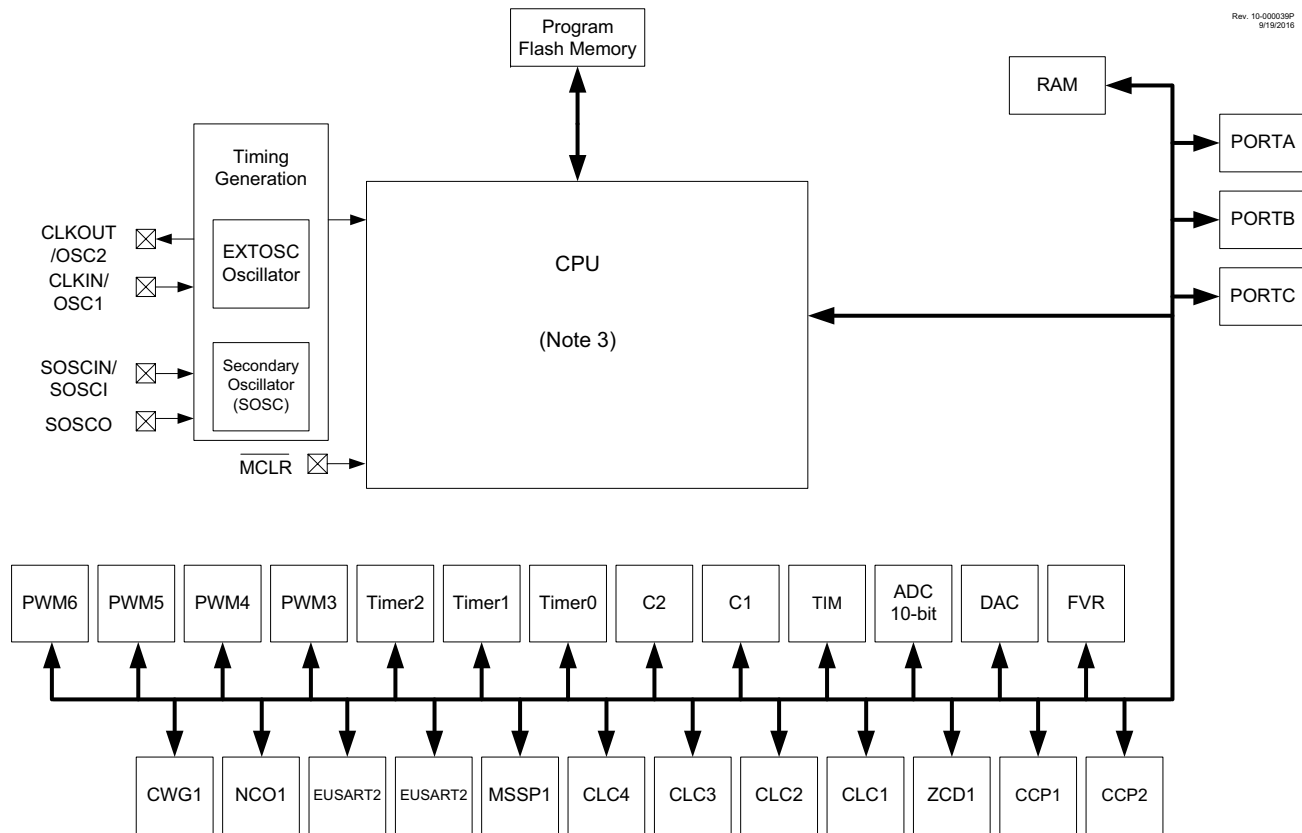 Rev. 10-000039P
9/19/2016
Program
Flash Memory
RAM
PORTA
PORTB
PORTC
Timing
Generation
EXTOSC
Oscillator
Secondary
Oscillator
(SOSC)
CLKOUT
/OSC2
CLKIN/
OSC1
SOSCIN/
SOSCI
SOSCO
MCLR
CPU
(Note 3)
PWM6
PWM5
PWM4
PWM3
Timer2
Timer1
Timer0
C2
C1
TIM
ADC
10-bit
DAC
FVR
CWG1
NCO1
EUSART2
EUSART2
MSSP1
CLC4
CLC3
CLC2
CLC1
ZCD1
CCP1
CCP2